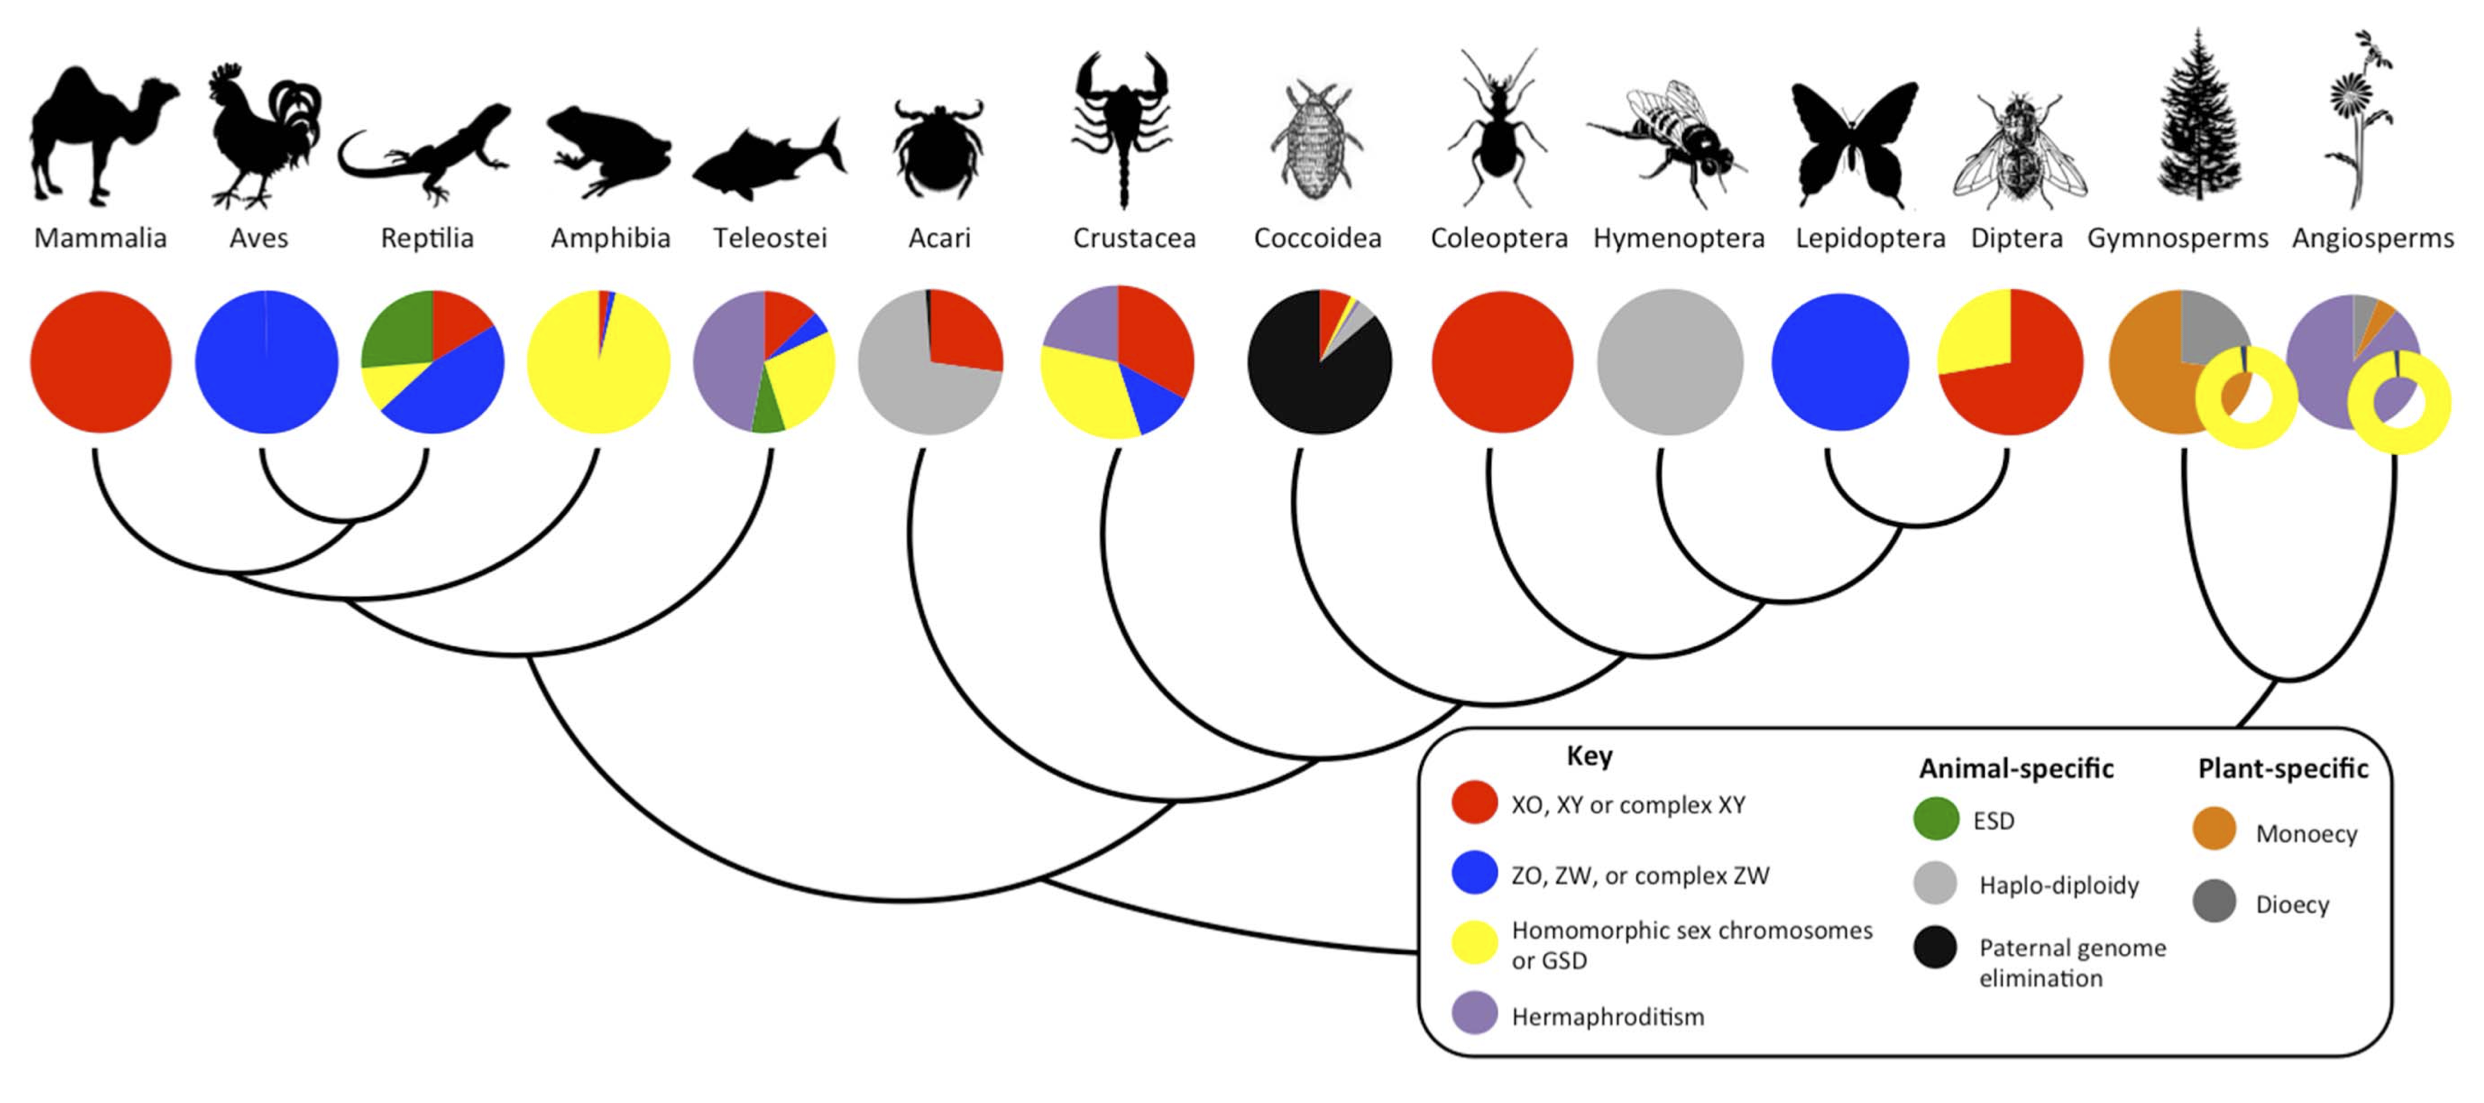 Mammalia
Aves
Reptilia
Amphibia
Teleostei
Acari
Crustacea
Coccoidea
Coleoptera
Hymenoptera
Lepidoptera
Diptera
Gymnosperms
Angiosperms
Key
XO, XY or complex XY
ZO, ZW, or complex ZW
Homomorphic sex chromosomes
or GSD
Hermaphroditism
Animal-specific
ESD
Haplo-diploidy
Paternal genome
elimination
Plant-specific
Monoecy
Dioecy